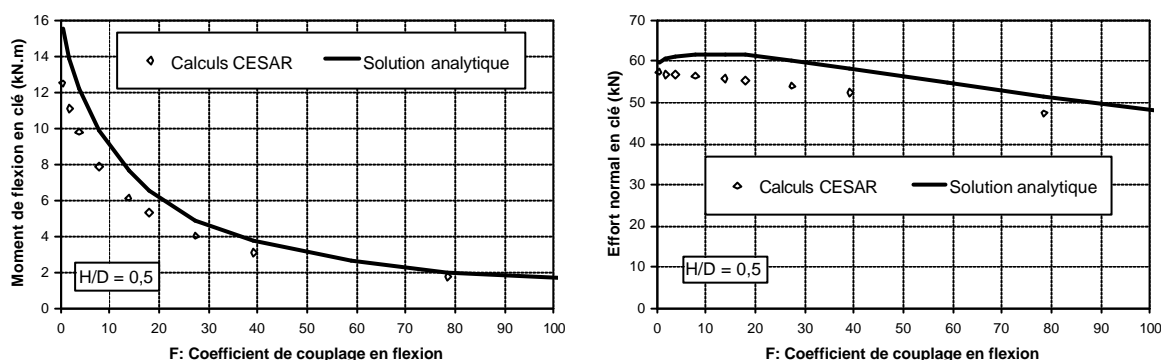 Moment de flexion en clé (kN.m)
16
14
12
10
8
6
4
2
0
Calculs CESAR
Solution analytique
H/D = 0,5
0 10 20 30 40 50 60 70 80 90 100
F: Coefficient de couplage en flexion
Effort normal en clé (kN)
70
60
50
40
30
20
10
0
Calculs CESAR
Solution analytique
H/D = 0,5
0 10 20 30 40 50 60 70 80 90 100
F: Coefficient de couplage en flexion